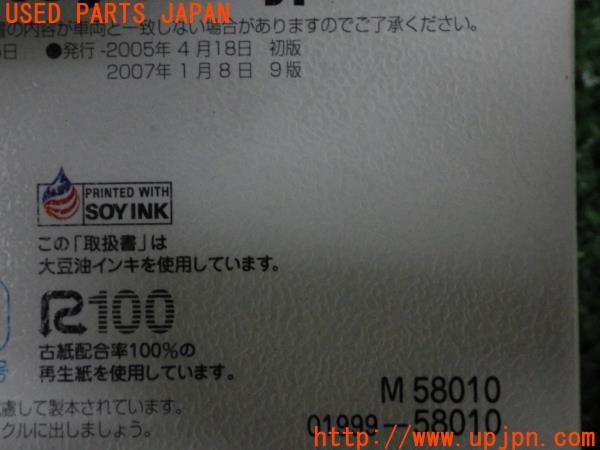 USED PARTS JAPAN
の内容が車両と一致しない場合がありますのでご了承ください。
日 ●発行-2005年4月18日 初版
2007年1月8日 9版
PRINTED WITH
SOY INK
この「取扱書」は
大豆油インキを使用しています。
R100
古紙配合率100%の
再生紙を使用しています。
号
慮して製本されています。
クルに出しましょう。
M 58010
01999-58010
http://www.upjpn.com/